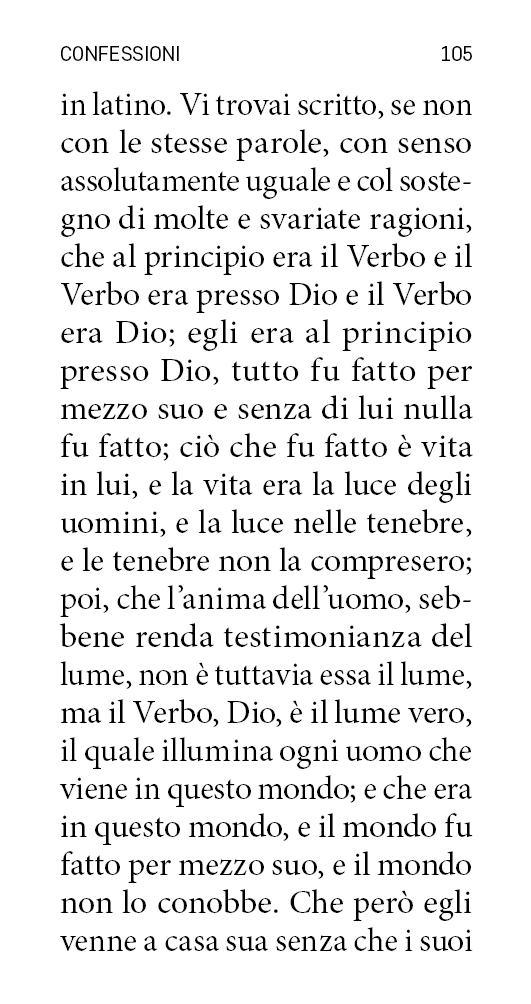 CONFESSIONI 105
in latino. Vi trovai scritto, se non
con le stesse parole, con senso
assolutamente uguale e col soste-
gno di molte e svariate ragioni,
che al principio era il Verbo e il
Verbo era presso Dio e il Verbo
era Dio; egli era al principio
presso Dio, tutto fu fatto per
mezzo suo e senza di lui nulla
fu fatto; ciò che fu fatto è vita
in lui, e la vita era la luce degli
uomini, e la luce nelle tenebre,
e le tenebre non la compresero;
poi, che l’anima dell’uomo, seb-
bene renda testimonianza del
lume, non è tuttavia essa il lume,
ma il Verbo, Dio, è il lume vero,
il quale illumina ogni uomo che
viene in questo mondo; e che era
in questo mondo, e il mondo fu
fatto per mezzo suo, e il mondo
non lo conobbe. Che però egli
venne a casa sua senza che i suoi